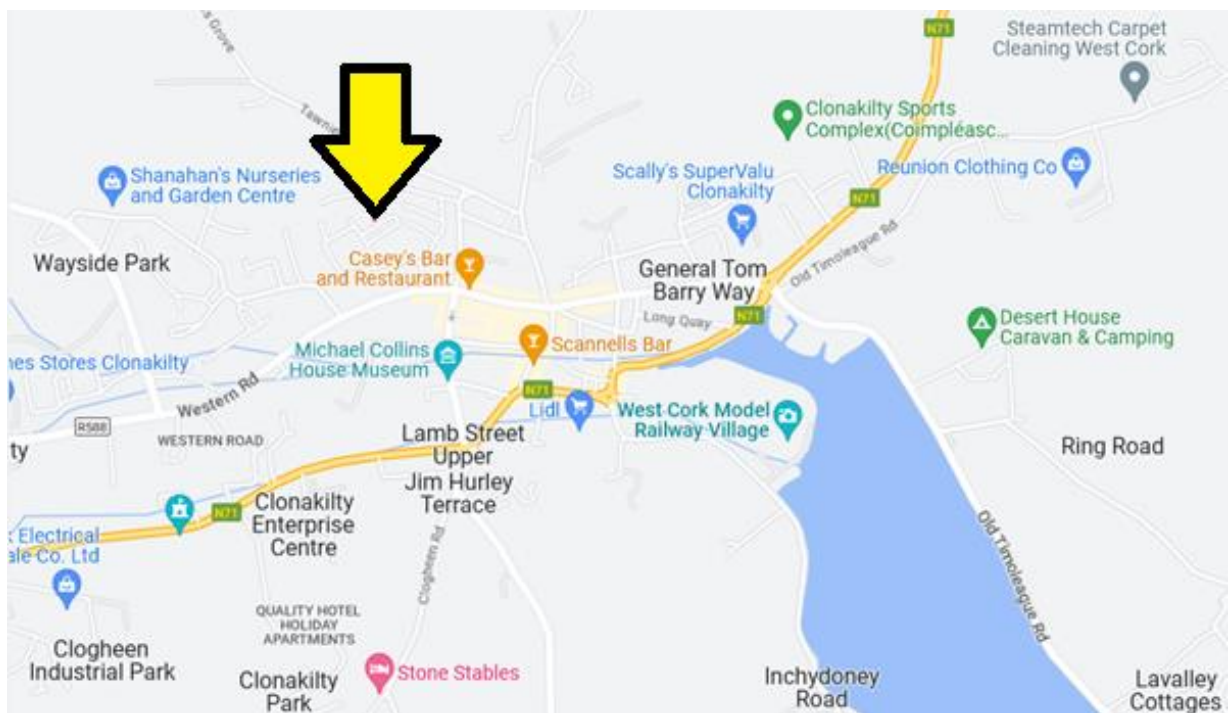 s Grove
Tawnie
N71
Steamtech Carpet
Cleaning West Cork
Clonakilty Sports
Complex(Coimpléasc...
Shanahan's Nurseries
and Garden Centre
Scally's SuperValu
Clonakilty
Reunion Clothing Co
N71
Old Timoleague Rd
Wayside Park
Casey's Bar
and Restaurant
General Tom
Barry Way
Long Quay
N71
Desert House
Caravan & Camping
nes Stores Clonakilty
Michael Collins
House Museum
Scannells Bar
Western Rd
N71
Lidl
West Cork Model
Railway Village
R588
WESTERN ROAD
ty
Lamb Street
Upper
Jim Hurley
Terrace
Ring Road
Clonakilty
Enterprise
Centre
N71
k Electrical
ale Co. Ltd
Clogheen Rd
Old Timoleague Rd
QUALITY HOTEL
HOLIDAY
APARTMENTS
Clogheen
Industrial Park
Clonakilty
Park
Stone Stables
Inchydoney
Road
Lavalley
Cottages